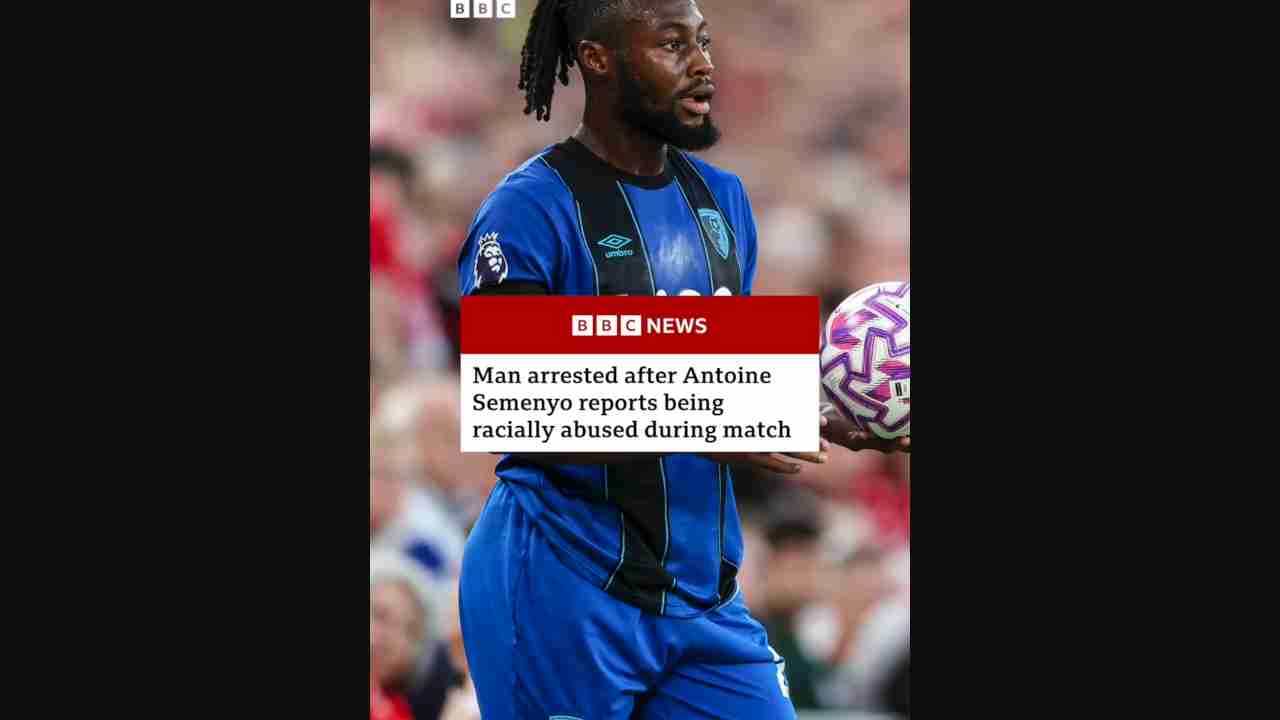 BBC
umbro
BBC NEWS
Man arrested after Antoine
Semenyo reports being
racially abused during match